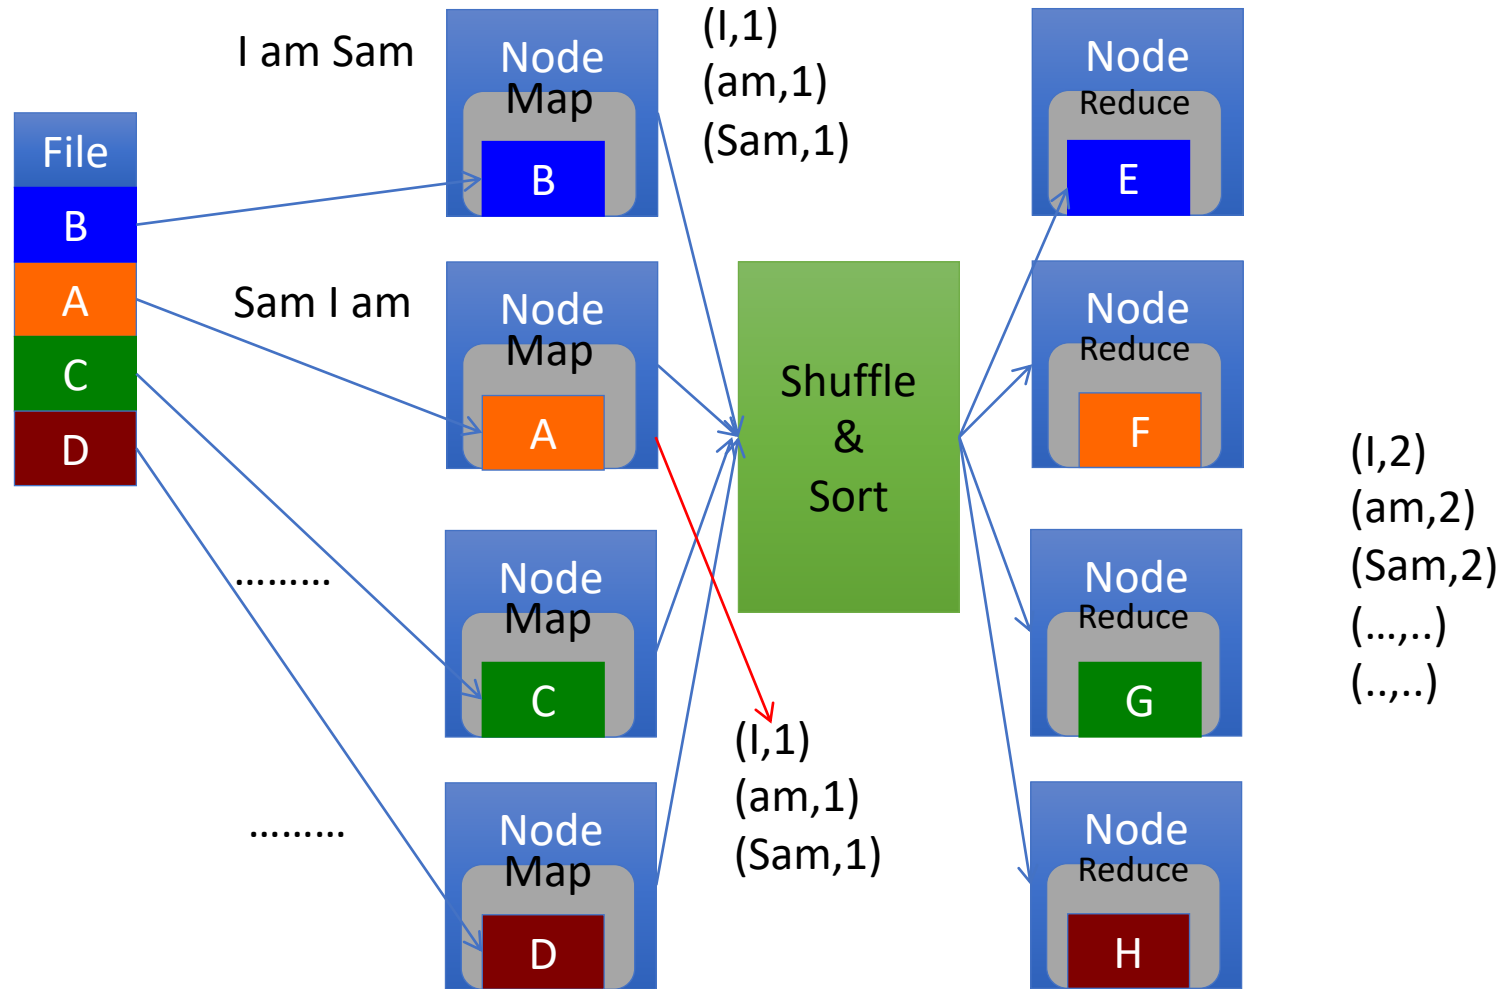 File
B
A
C
D
I am Sam
Sam I am
………
………
Node
Map
B
Node
Map
A
Node
Map
C
Node
Map
D
(I,1)
(am,1)
(Sam,1)
Shuffle
&
Sort
(I,1)
(am,1)
(Sam,1)
Node
Reduce
E
Node
Reduce
F
Node
Reduce
G
Node
Reduce
H
(I,2)
(am,2)
(Sam,2)
(…,..)
(..,..)